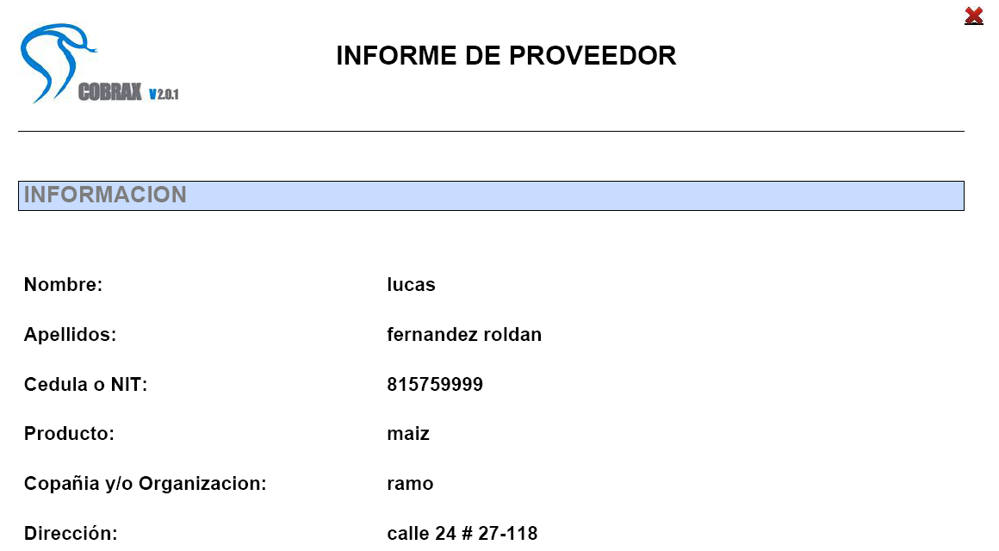 INFORME DE PROVEEDOR
COBRAX V 2.0.1
INFORMACION
Nombre: lucas
Apellidos: fernandez roldan
Cedula o NIT: 815759999
Producto: maiz
Copañia y/o Organizacion: ramo
Dirección: calle 24 # 27-118